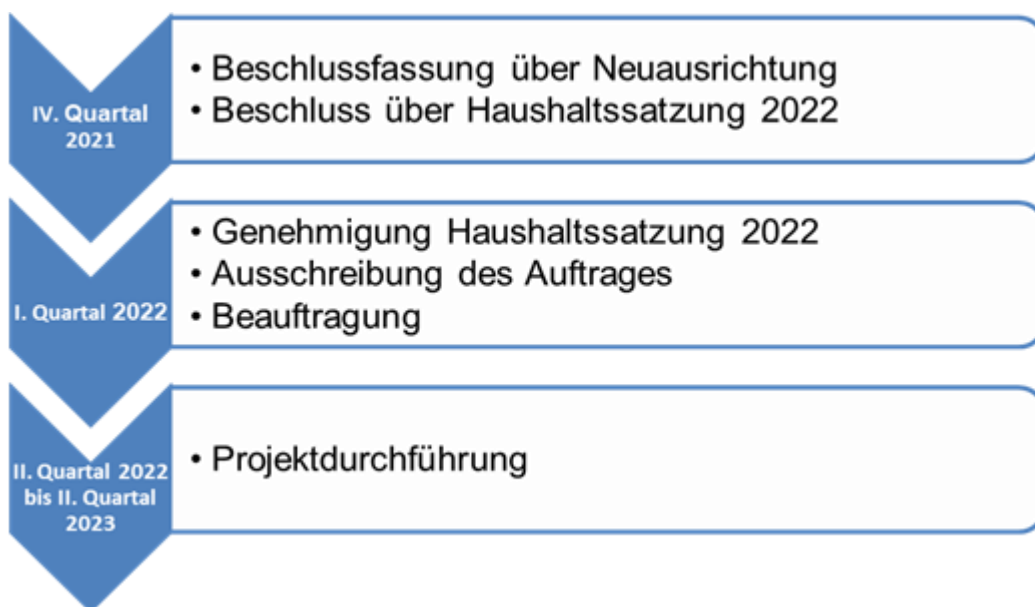 IV. Quartal
2021
• Beschlussfassung über Neuausrichtung
• Beschluss über Haushaltssatzung 2022
I. Quartal 2022
• Genehmigung Haushaltssatzung 2022
• Ausschreibung des Auftrages
• Beauftragung
II. Quartal 2022
bis II. Quartal
2023
• Projektdurchführung